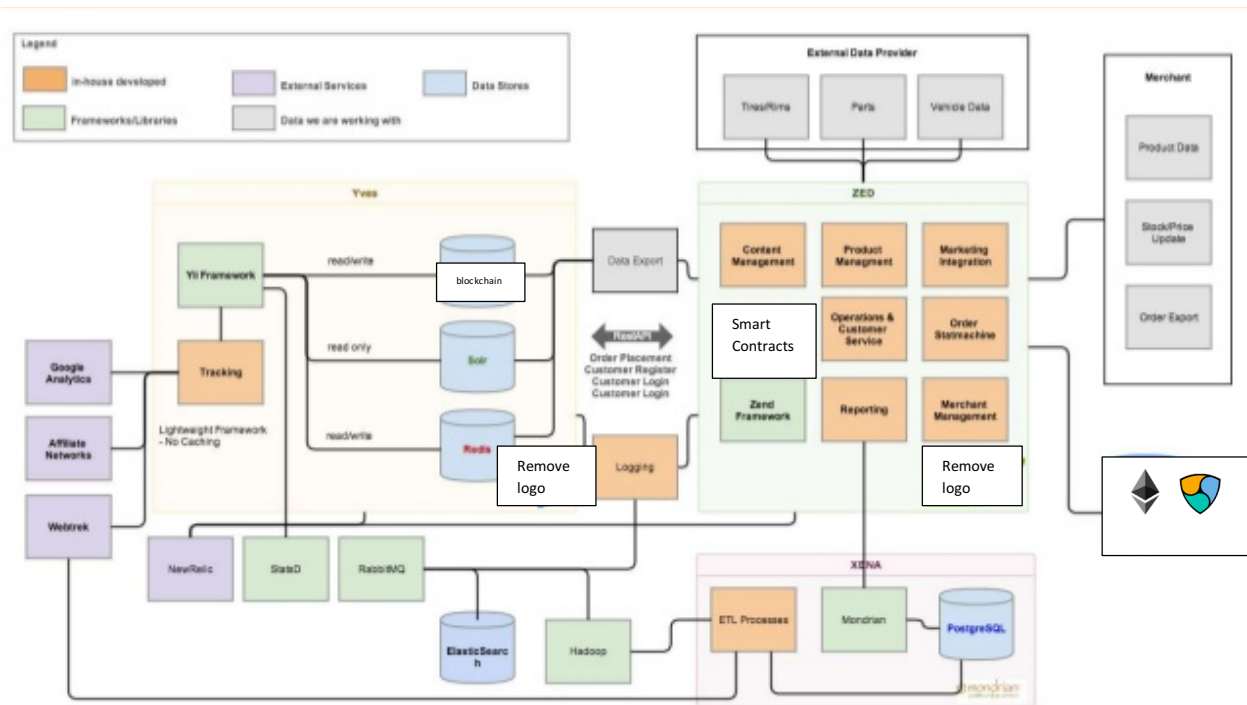 Legend
In-house developed
External Services
Data Stores
Frameworks/Libraries
Data we are working with
External Data Provider
Tires/Rims
Parts
Vehicle Data
Merchant
Product Data
Stock/Price
Update
Order Export
Yves
Yii Framework
read/write
blockchain
read only
Solr
read/write
Redis
Tracking
Lightweight Framework
- No Caching
Google
Analytics
Affiliate
Networks
Webtrek
Data Export
RestAPI
Order Placement
Customer Register
Customer Login
Customer Login
Logging
Remove
logo
ZED
Content
Management
Product
Managment
Marketing
Integration
Smart
Contracts
Operations &
Customer
Service
Order
Statmachine
Zend
Framework
Reporting
Merchant
Management
Remove
logo
NewRelic
StatsD
RabbitMQ
ElasticSearc
h
Hadoop
XENA
ETL Processes
Mondrian
PostgreSQL
mondrian